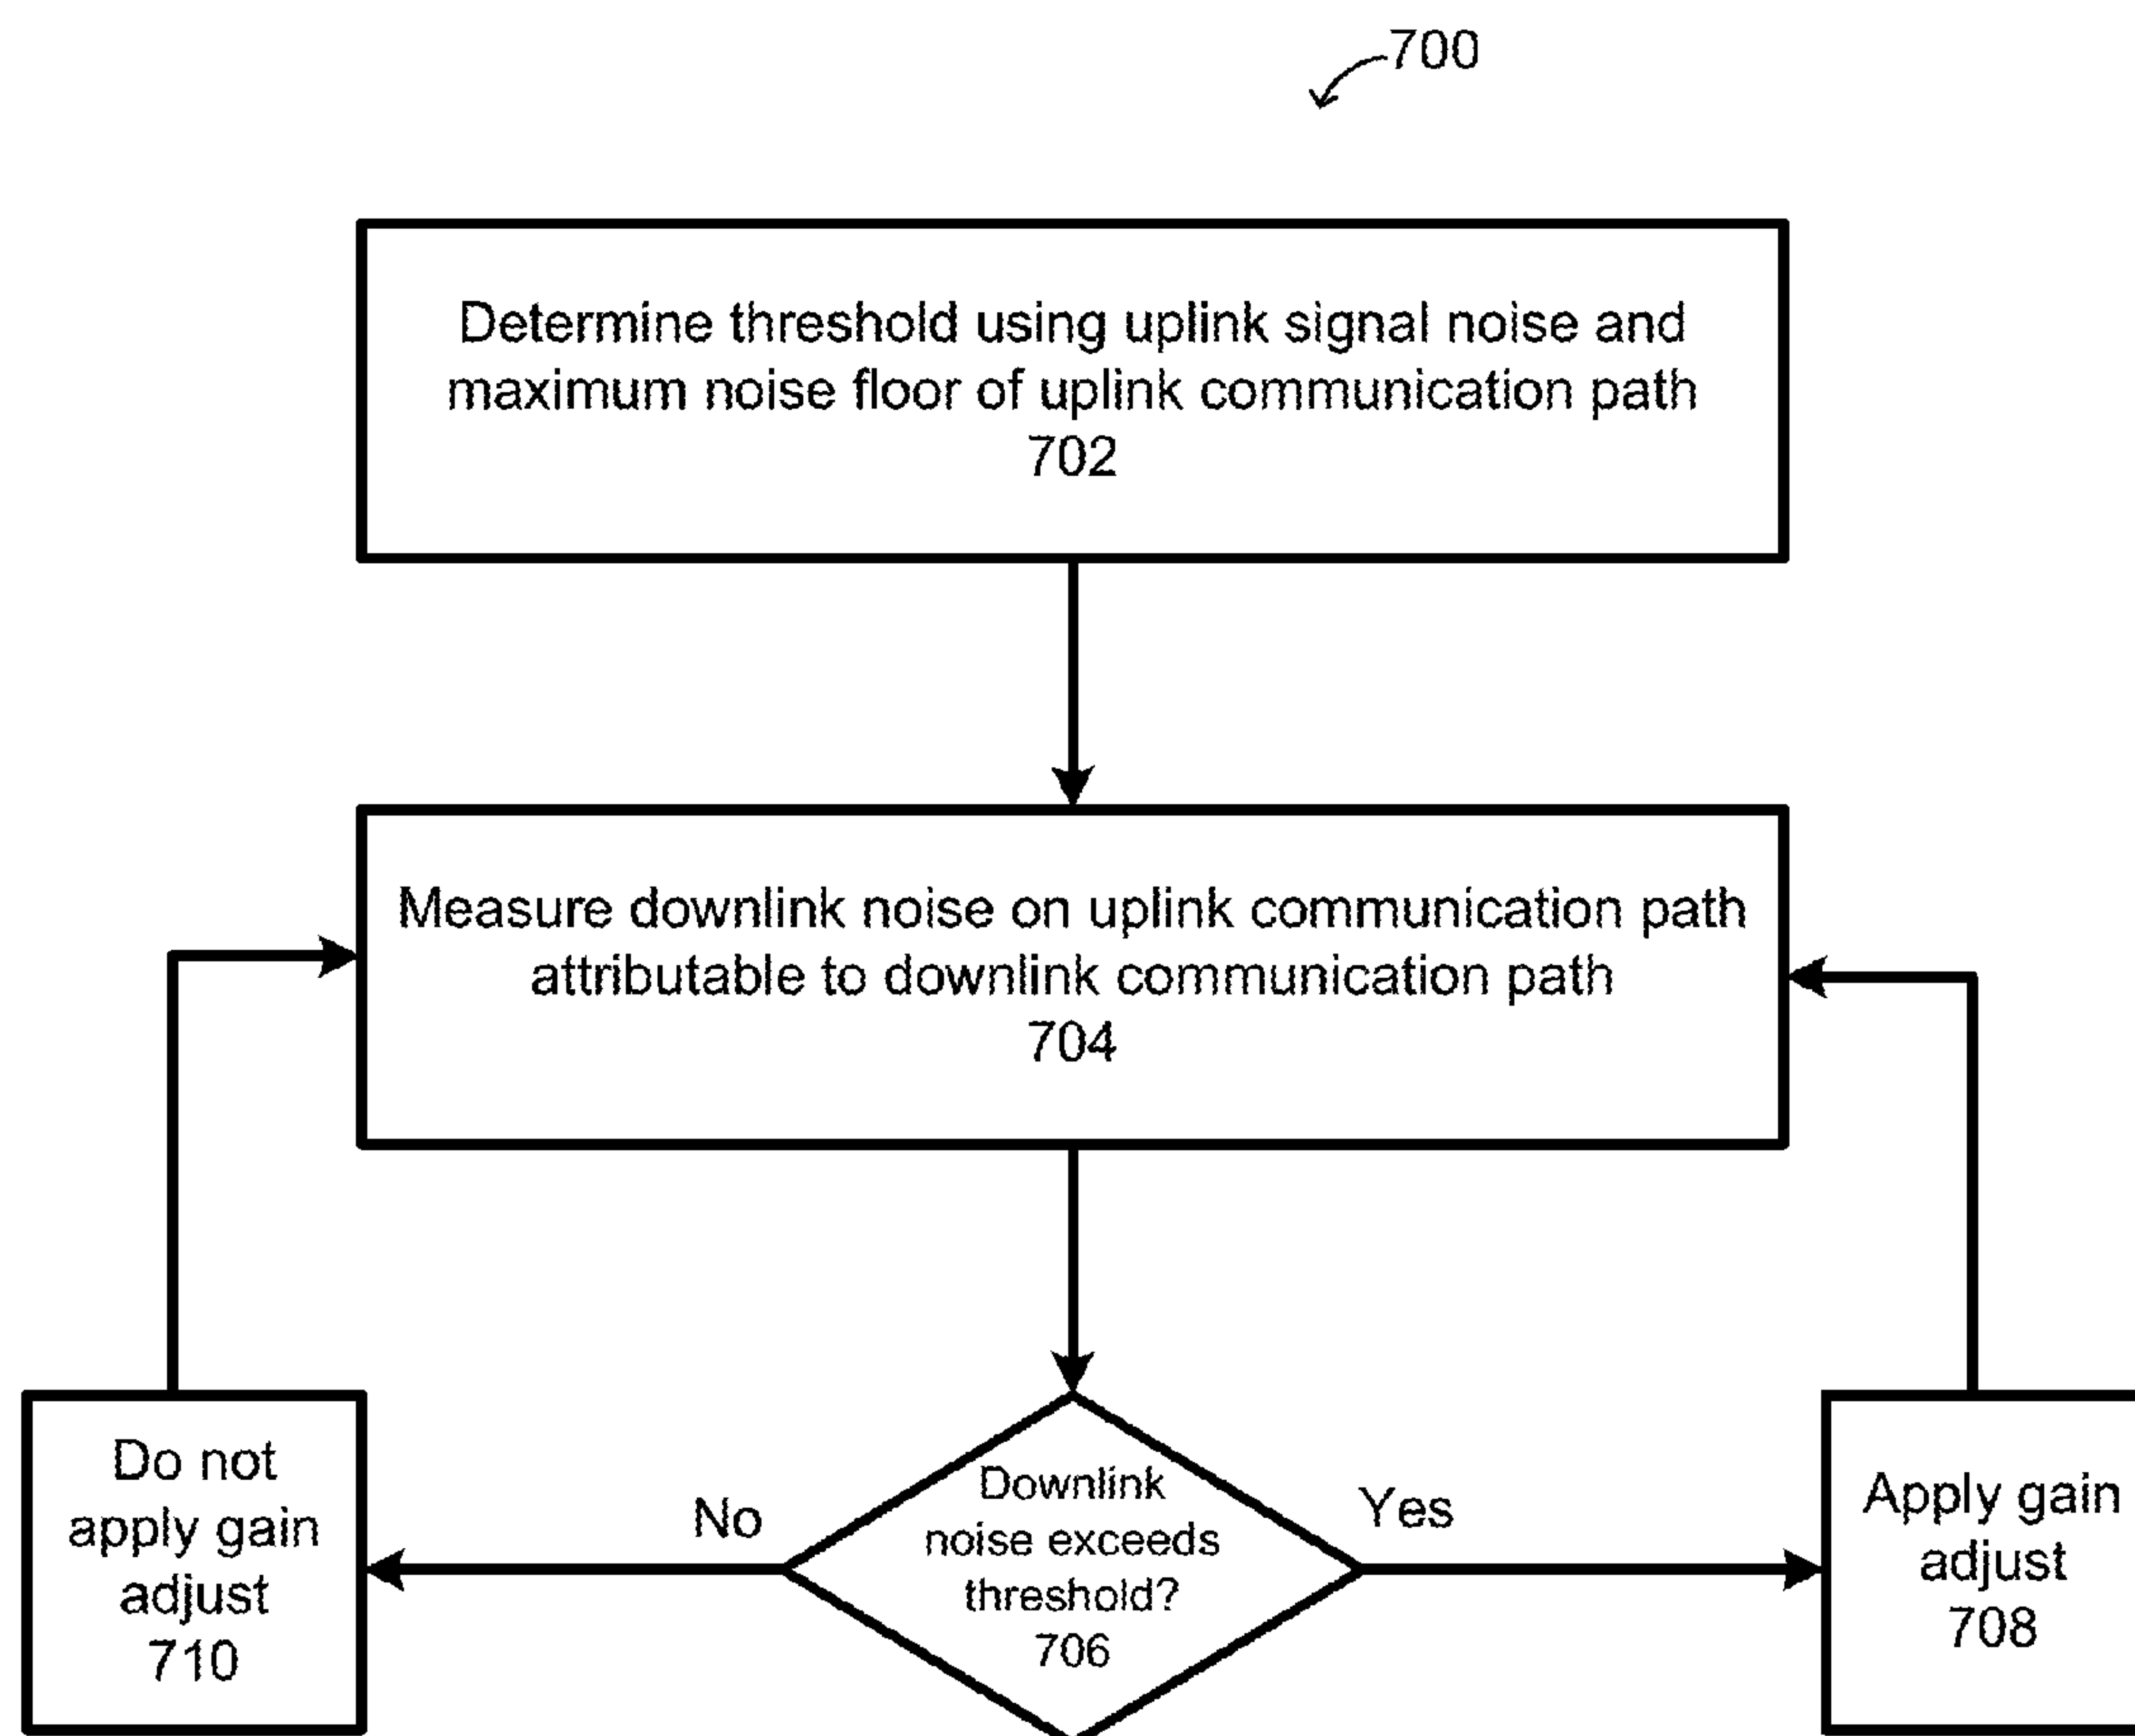 700
Determine threshold using uplink signal noise and
maximum noise floor of uplink communication path
702
Measure downlink noise on uplink communication path
attributable to downlink communication path
704
Do not
apply gain
adjust
710
No
Downlink
noise exceeds
threshold?
706
Yes
Apply gain
adjust
708